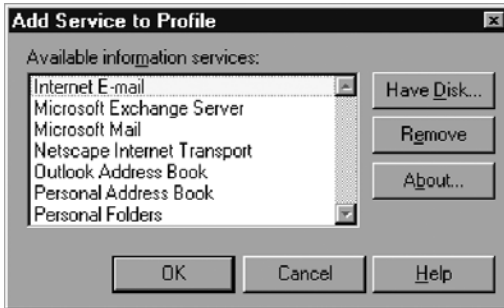 Add Service to Profile
Available information services:
Internet E-mail
Microsoft Exchange Server
Microsoft Mail
Netscape Internet Transport
Outlook Address Book
Personal Address Book
Personal Folders
Have Disk...
Remove
About...
OK
Cancel
Help